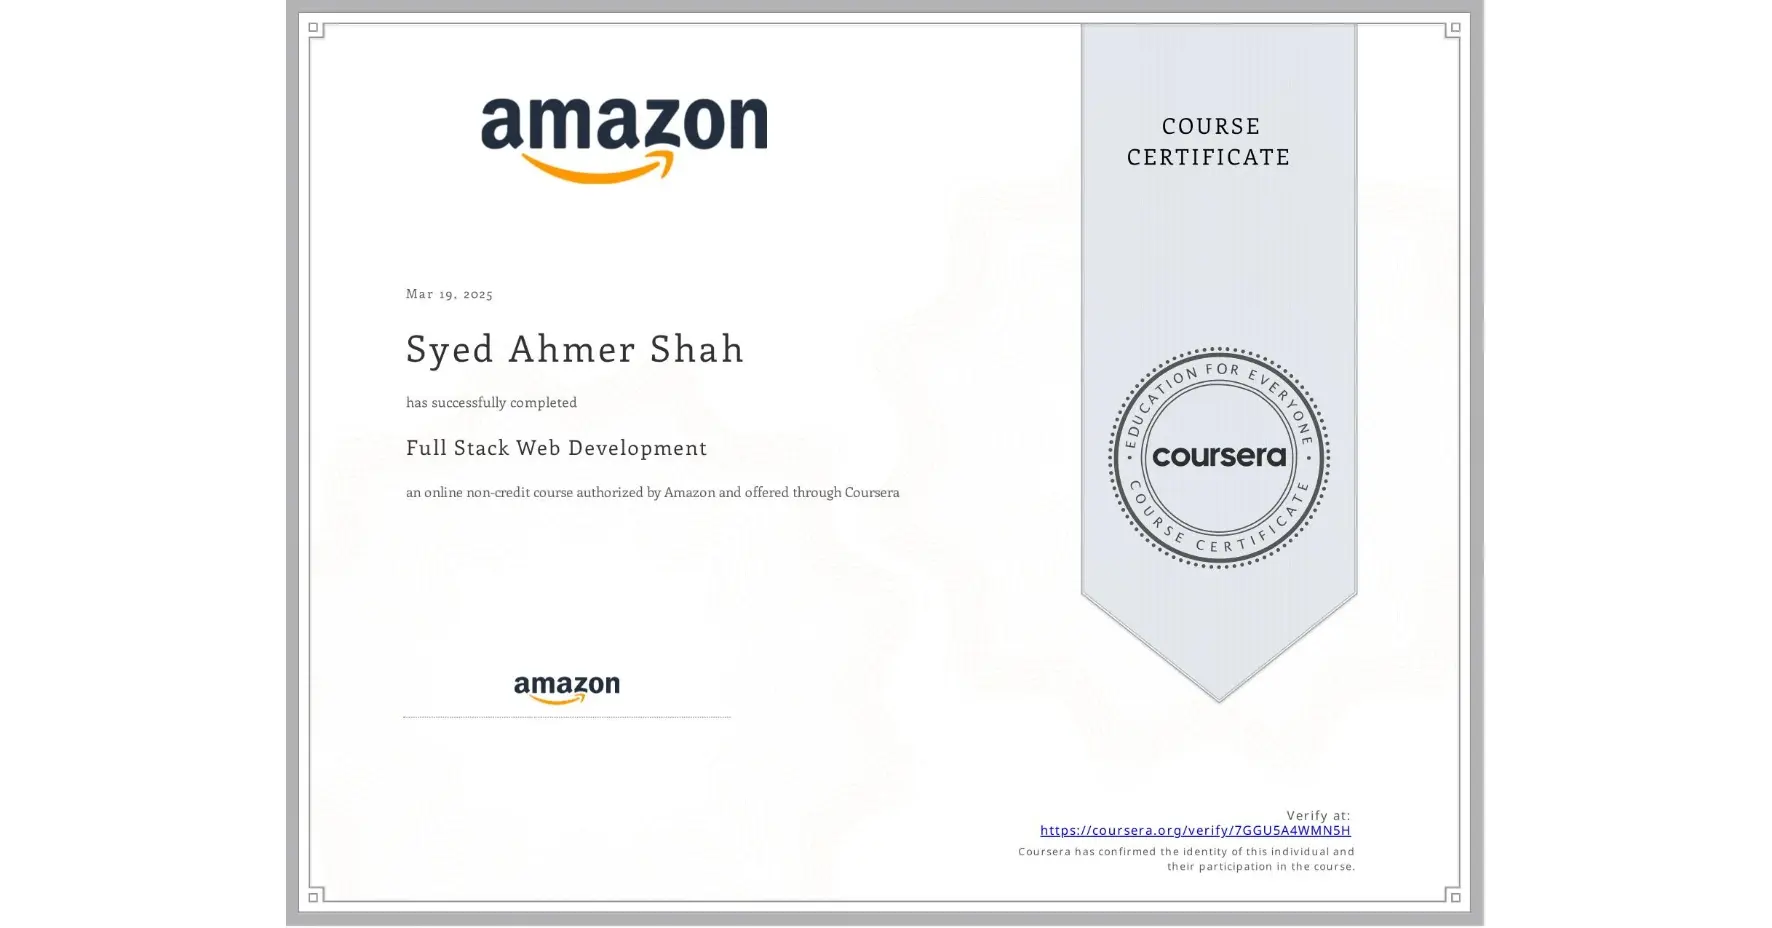 amazon
COURSE
CERTIFICATE
Mar 19, 2025
Syed Ahmer Shah
has successfully completed
Full Stack Web Development
an online non-credit course authorized by Amazon and offered through Coursera
EDUCATION FOR EVERYONE
coursera
COURSE CERTIFICATE
amazon
Verify at:
https://coursera.org/verify/7GGU5A4WMN5H
Coursera has confirmed the identity of this individual and
their participation in the course.